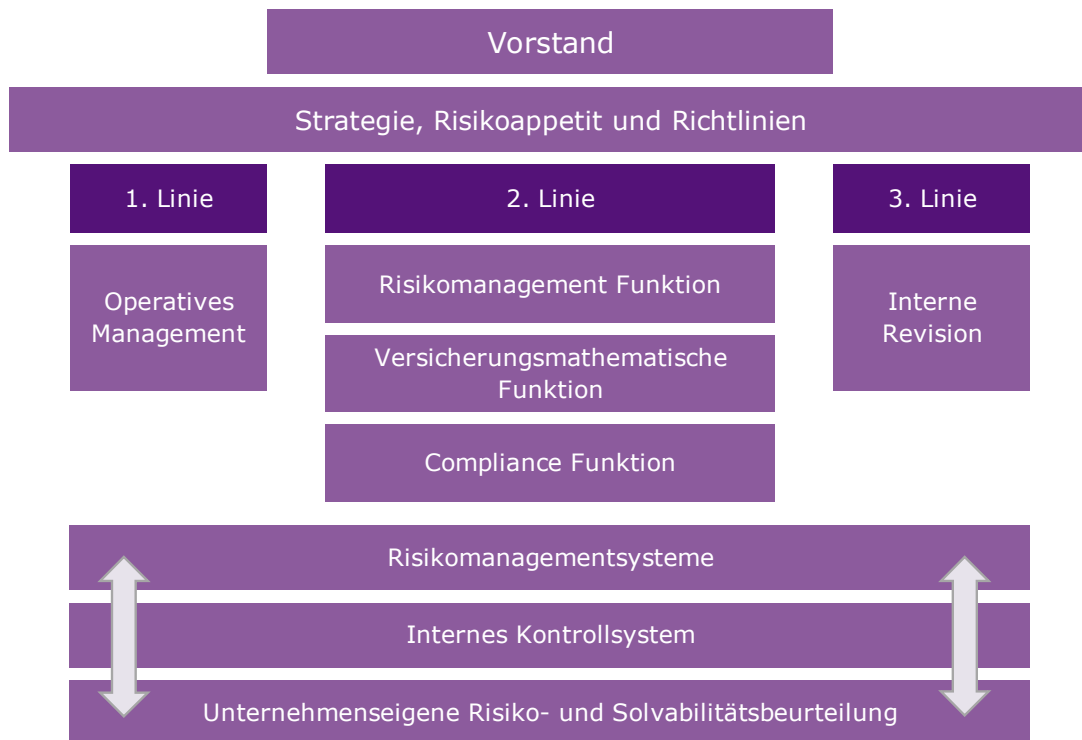 Vorstand
Strategie, Risikoappetit und Richtlinien
1. Linie
2. Linie
3. Linie
Operatives
Management
Risikomanagement Funktion
Versicherungsmathematische
Funktion
Compliance Funktion
Interne
Revision
Risikomanagementsysteme
Internes Kontrollsystem
Unternehmenseigene Risiko- und Solvabilitätsbeurteilung